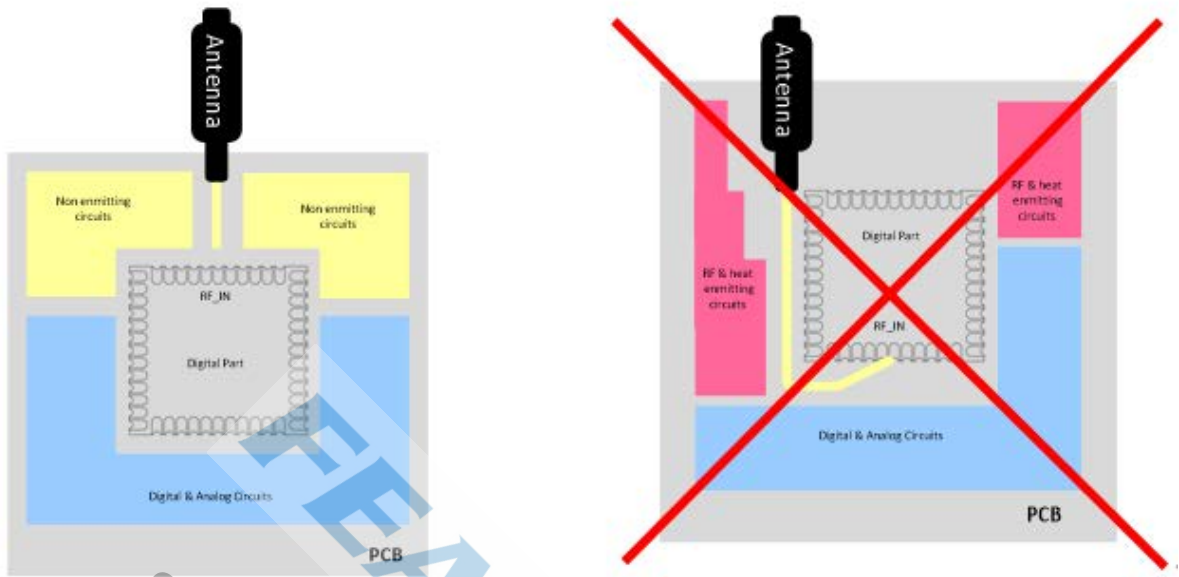 Antenna
Non enmitting
circuits
Non enmitting
circuits
RF_IN
Digital Part
Digital & Analog Circuits
PCB
Antenna
RF & heat
enmitting
circuits
RF & heat
enmitting
circuits
Digital Part
RF_IN
Digital & Analog Circuits
PCB
FEA